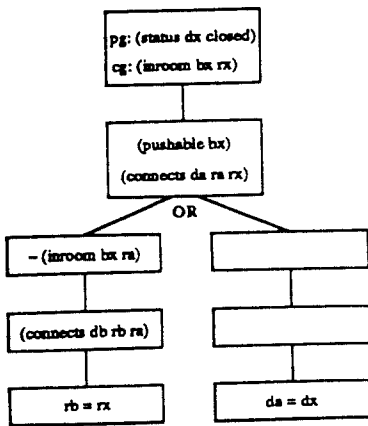 pg: (status dx closed)
cg: (inroom bx rx)
(pushable bx)
(connects da ra rx)
OR
~ (inroom bx ra)
(connects db rb ra)
rb = rx
da = dx